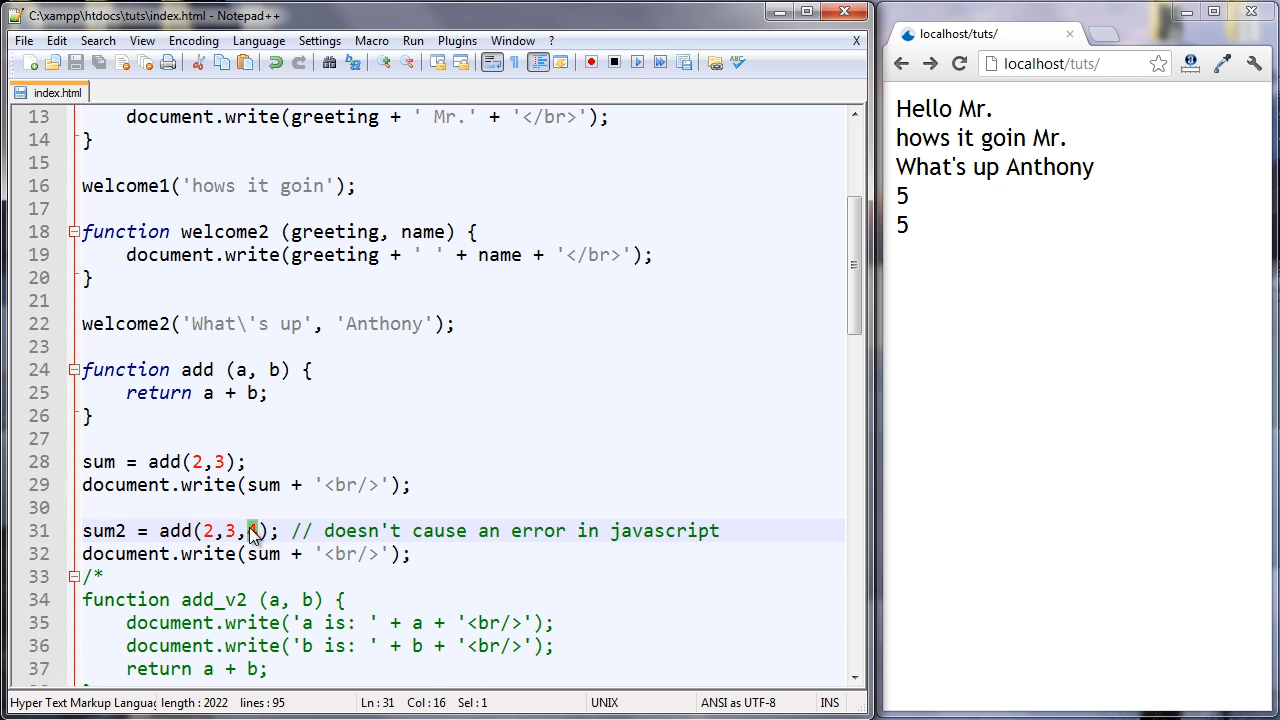 C:\xampp\htdocs\tuts\index.html - Notepad++
File Edit Search View Encoding Language Settings Macro Run Plugins Window ? X
index.html
13 document.write(greeting + ' Mr.' + '</br>');
14 }
15
16 welcome1('hows it goin');
17
18 function welcome2 (greeting, name) {
19 document.write(greeting + ' ' + name + '</br>');
20 }
21
22 welcome2('What\'s up', 'Anthony');
23
24 function add (a, b) {
25 return a + b;
26 }
27
28 sum = add(2,3);
29 document.write(sum + '<br/>');
30
31 sum2 = add(2,3, ); // doesn't cause an error in javascript
32 document.write(sum + '<br/>');
33 /*
34 function add_v2 (a, b) {
35 document.write('a is: ' + a + '<br/>');
36 document.write('b is: ' + b + '<br/>');
37 return a + b;
Hyper Text Markup Languag length : 2022 lines : 95 Ln : 31 Col : 16 Sel : 1 UNIX ANSI as UTF-8 INS
localhost/tuts/
localhost/tuts/
Hello Mr.
hows it goin Mr.
What's up Anthony
5
5